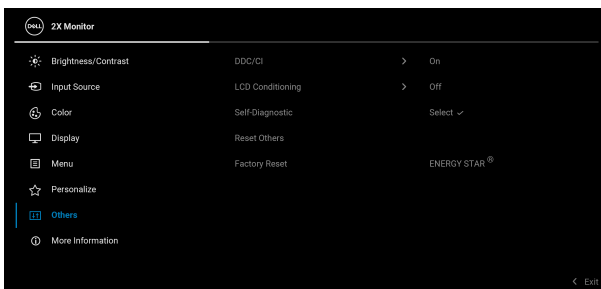 DELL 2X Monitor
Brightness/Contrast DDC/CI > On
Input Source LCD Conditioning > Off
Color Self-Diagnostic Select ✓
Display Reset Others
Menu Factory Reset ENERGY STAR ®
Personalize
Others
More Information
< Exit